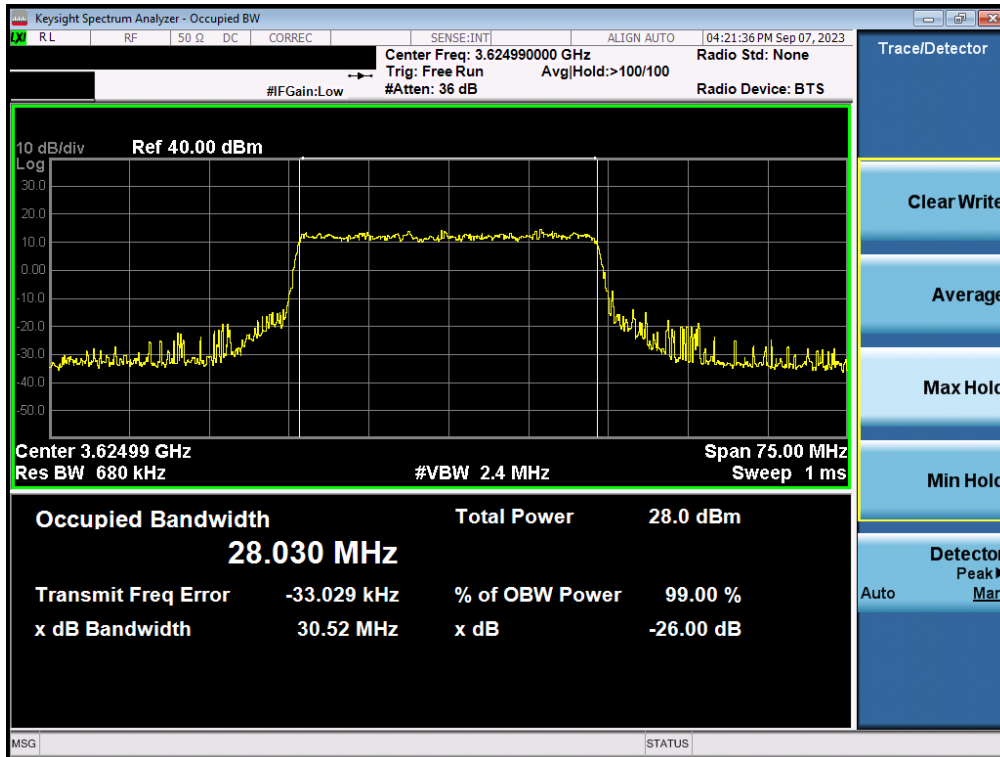 Keysight Spectrum Analyzer - Occupied BW
LXI RL RF 50 Ω DC CORREC SENSE:INT ALIGN AUTO 04:21:36 PM Sep 07, 2023
Center Freq: 3.624990000 GHz Radio Std: None
Trig: Free Run Avg|Hold:>100/100
#IFGain:Low #Atten: 36 dB Radio Device: BTS
10 dB/div Ref 40.00 dBm
Log
30.0
20.0
10.0
0.00
-10.0
-20.0
-30.0
-40.0
-50.0
Center 3.62499 GHz Span 75.00 MHz
Res BW 680 kHz #VBW 2.4 MHz Sweep 1 ms
Occupied Bandwidth Total Power 28.0 dBm
28.030 MHz
Transmit Freq Error -33.029 kHz % of OBW Power 99.00 %
x dB Bandwidth 30.52 MHz x dB -26.00 dB
MSG STATUS
Trace/Detector
Clear Write
Average
Max Hold
Min Hold
Detector
Peak
Auto Man